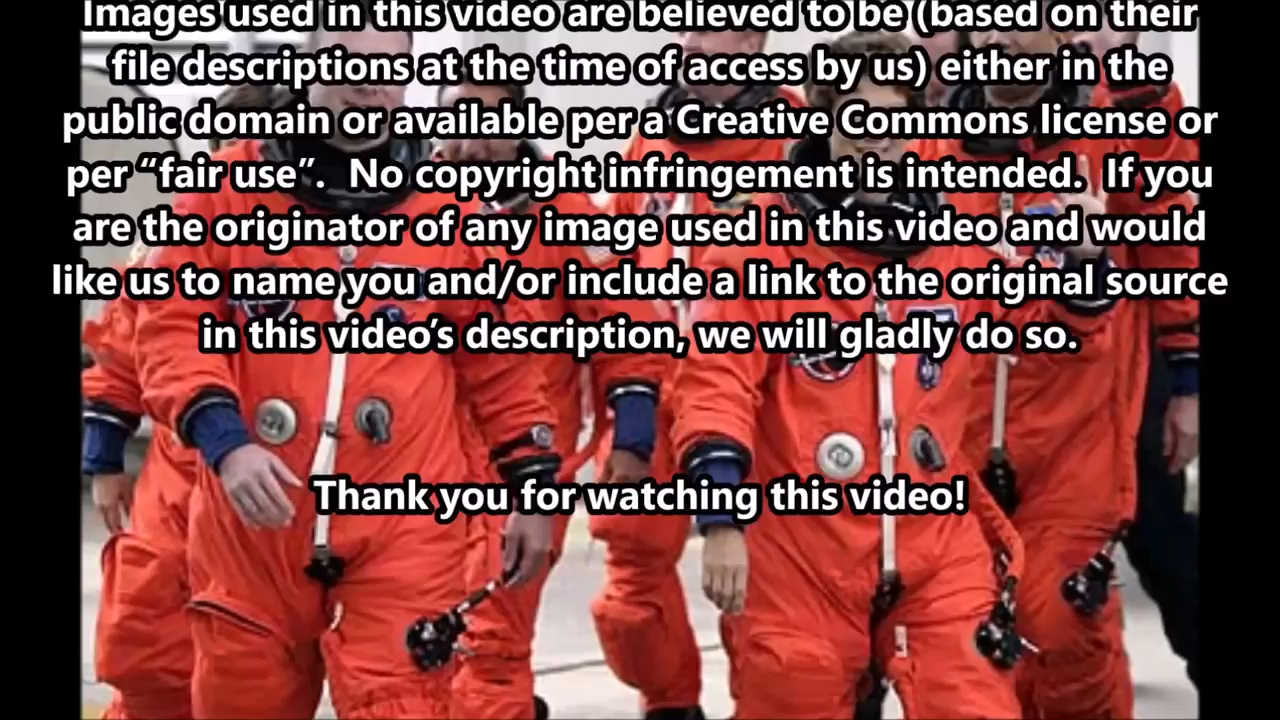 Images used in this video are believed to be (based on their
file descriptions at the time of access by us) either in the
public domain or available per a Creative Commons license or
per “fair use”.  No copyright infringement is intended.  If you
are the originator of any image used in this video and would
like us to name you and/or include a link to the original source
in this video’s description, we will gladly do so.
Thank you for watching this video!